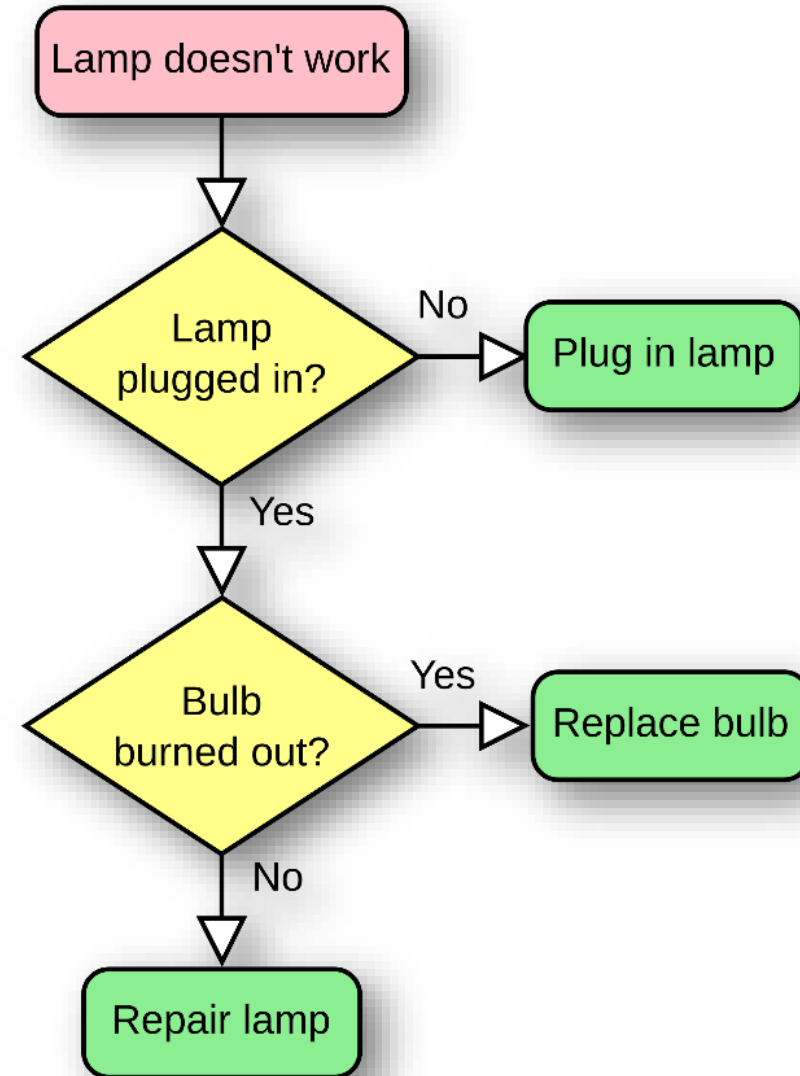 Lamp doesn't work
Lamp
plugged in?
No
Plug in lamp
Yes
Bulb
burned out?
Yes
Replace bulb
No
Repair lamp